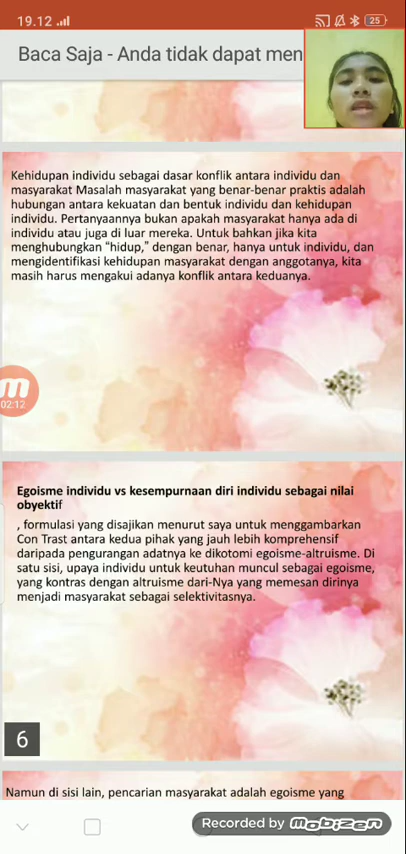 19.12
25
Baca Saja - Anda tidak dapat men
Kehidupan individu sebagai dasar konflik antara individu dan
masyarakat Masalah masyarakat yang benar-benar praktis adalah
hubungan antara kekuatan dan bentuk individu dan kehidupan
individu. Pertanyaannya bukan apakah masyarakat hanya ada di
individu atau juga di luar mereka. Untuk bahkan jika kita
menghubungkan “hidup,” dengan benar, hanya untuk individu, dan
mengidentifikasi kehidupan masyarakat dengan anggotanya, kita
masih harus mengakui adanya konflik antara keduanya.
m
02:12
Egoisme individu vs kesempurnaan diri individu sebagai nilai
obyektif
, formulasi yang disajikan menurut saya untuk menggambarkan
Con Trast antara kedua pihak yang jauh lebih komprehensif
daripada pengurangan adatnya ke dikotomi egoisme-altruisme. Di
satu sisi, upaya individu untuk keutuhan muncul sebagai egoisme,
yang kontras dengan altruisme dari-Nya yang memesan dirinya
menjadi masyarakat sebagai selektivitasnya.
6
Namun di sisi lain, pencarian masyarakat adalah egoisme yang
Recorded by mobizen